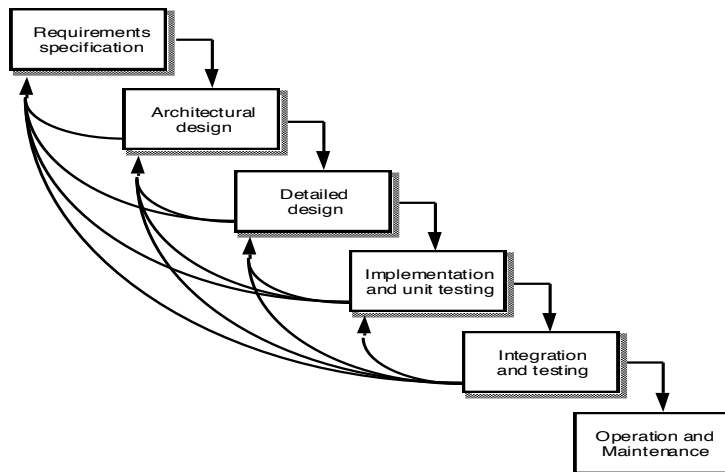 Requirements
specification
Architectural
design
Detailed
design
Implementation
and unit testing
Integration
and testing
Operation and
Maintenance